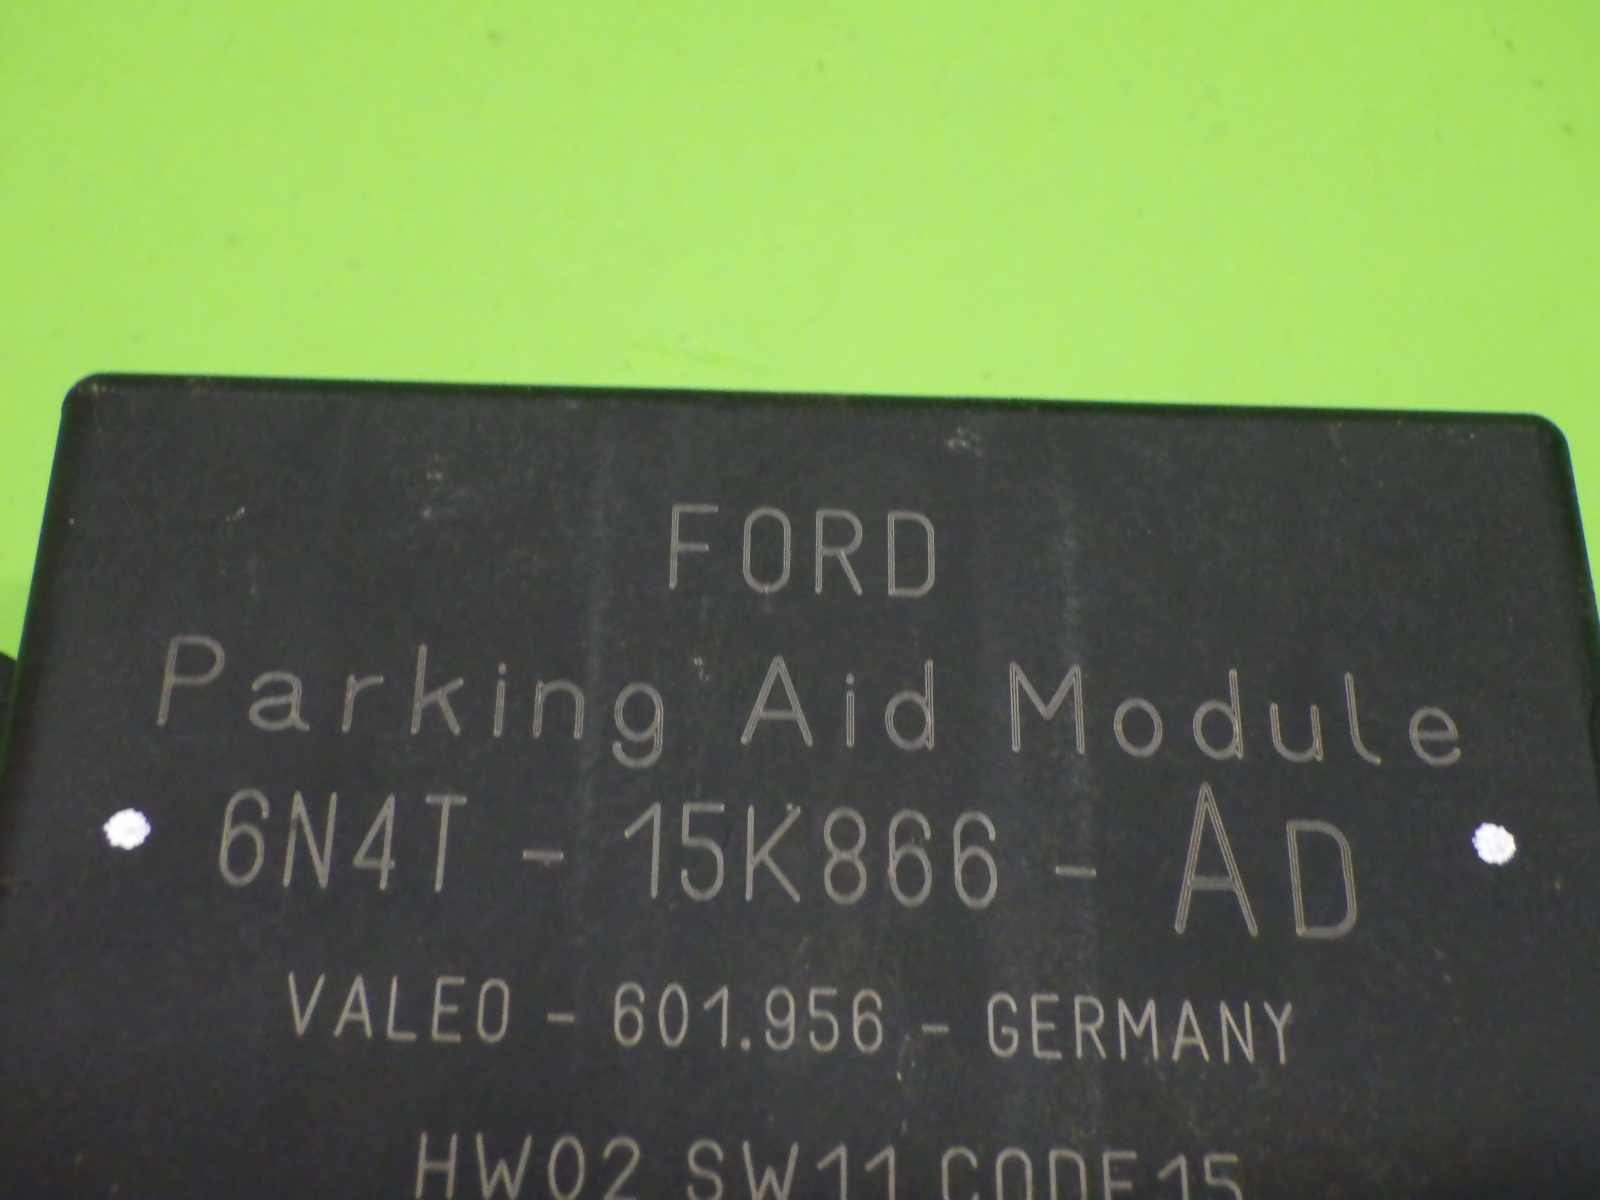 FORD
Parking Aid Module
6N4T - 15K866 - AD
VALEO - 601.956 - GERMANY
HW02 SW11 CODE15